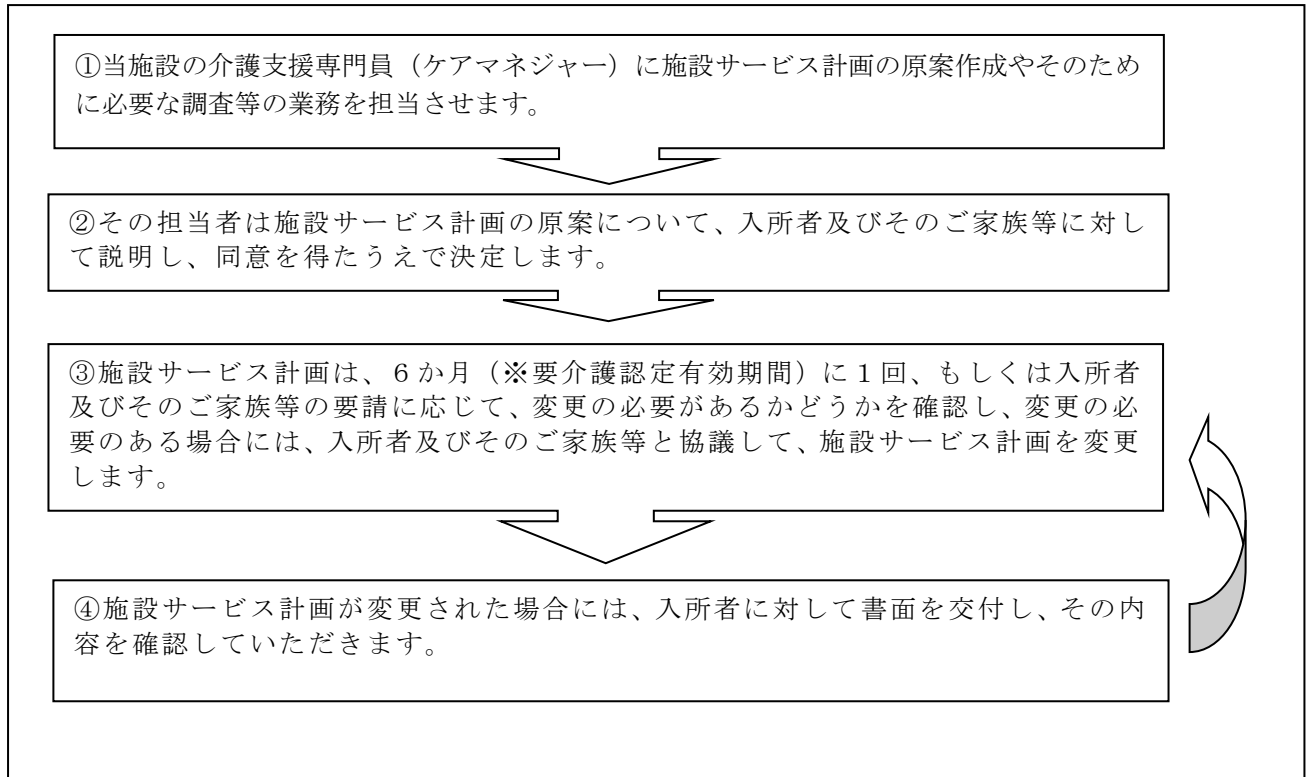 ①当施設の介護支援専門員（ケアマネジャー）に施設サービス計画の原案作成やそのため
に必要な調査等の業務を担当させます。
②その担当者は施設サービス計画の原案について、入所者及びそのご家族等に対し
て説明し、同意を得たうえで決定します。
③施設サービス計画は、６か月（※要介護認定有効期間）に１回、もしくは入所者
及びそのご家族等の要請に応じて、変更の必要があるかどうかを確認し、変更の必
要のある場合には、入所者及びそのご家族等と協議して、施設サービス計画を変更
します。
④施設サービス計画が変更された場合には、入所者に対して書面を交付し、その内
容を確認していただきます。